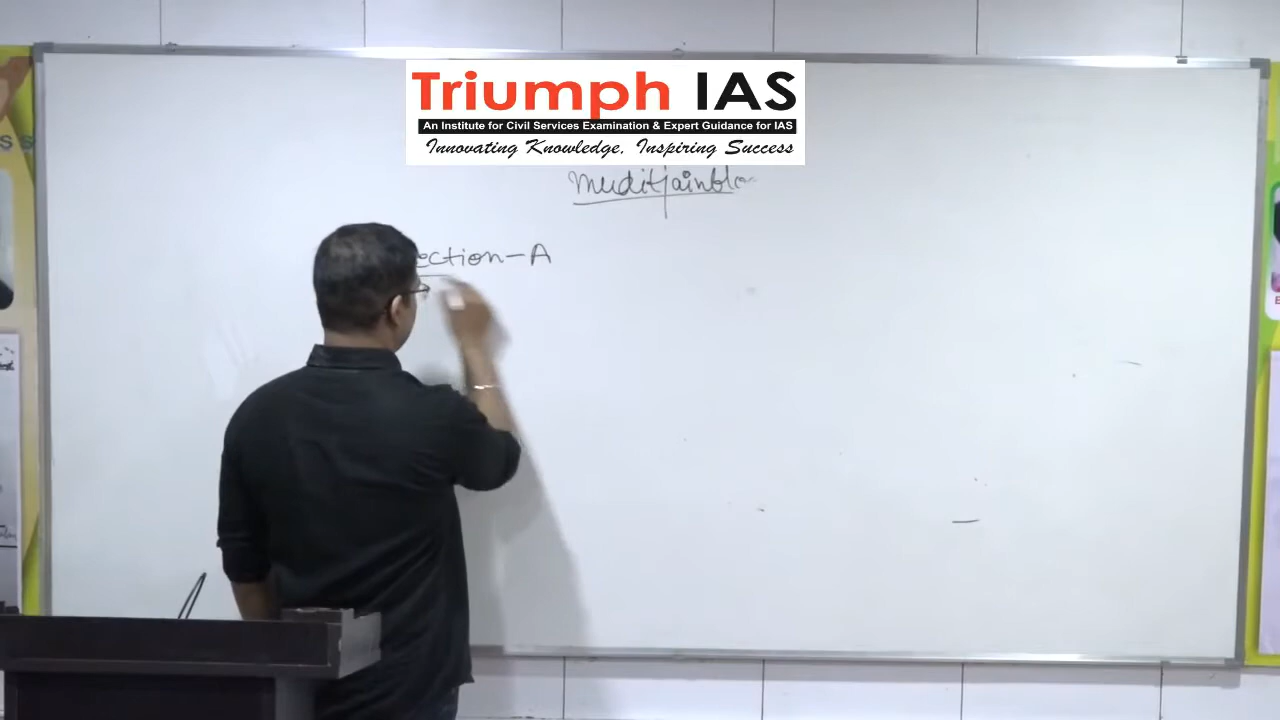 Triumph IAS
An Institute for Civil Services Examination & Expert Guidance for IAS
Innovating Knowledge, Inspiring Success
ection-A